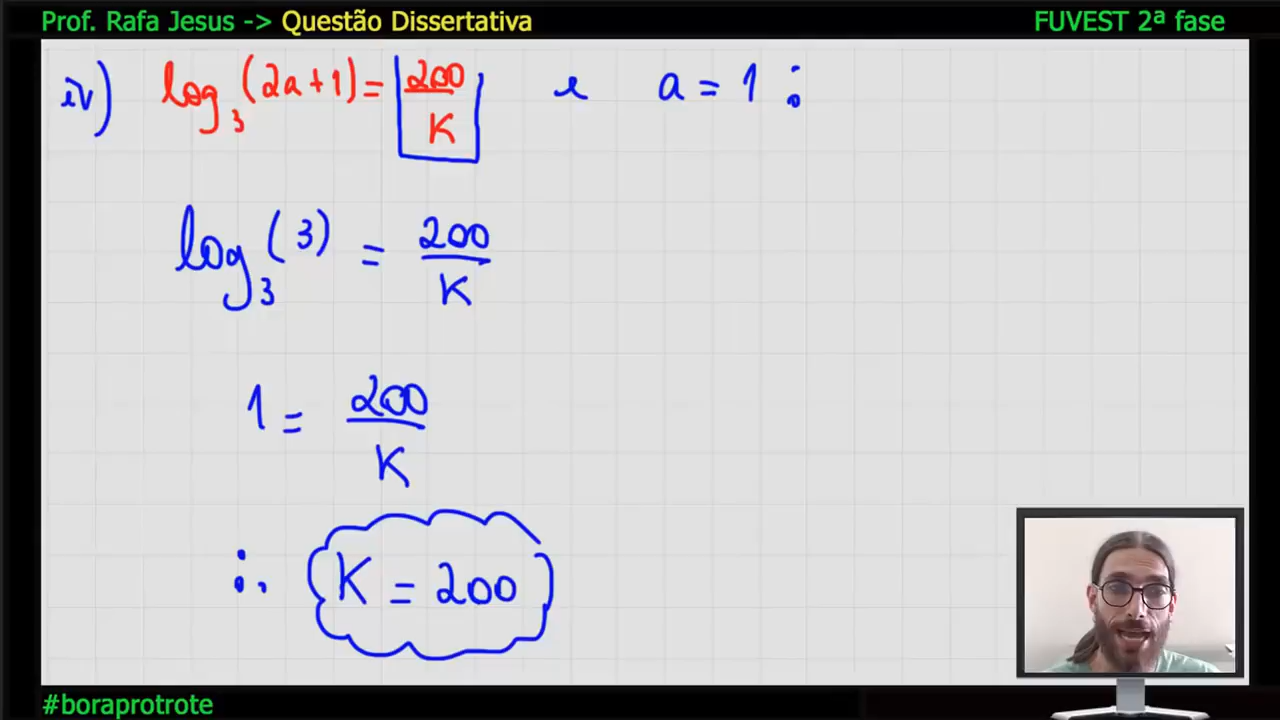 Prof. Rafa Jesus -> Questão Dissertativa FUVEST 2ª fase
iv) log₃(2a+1) = 200/K e a = 1 :
log₃(3) = 200/K
1 = 200/K
∴ K = 200
#boraprotrote